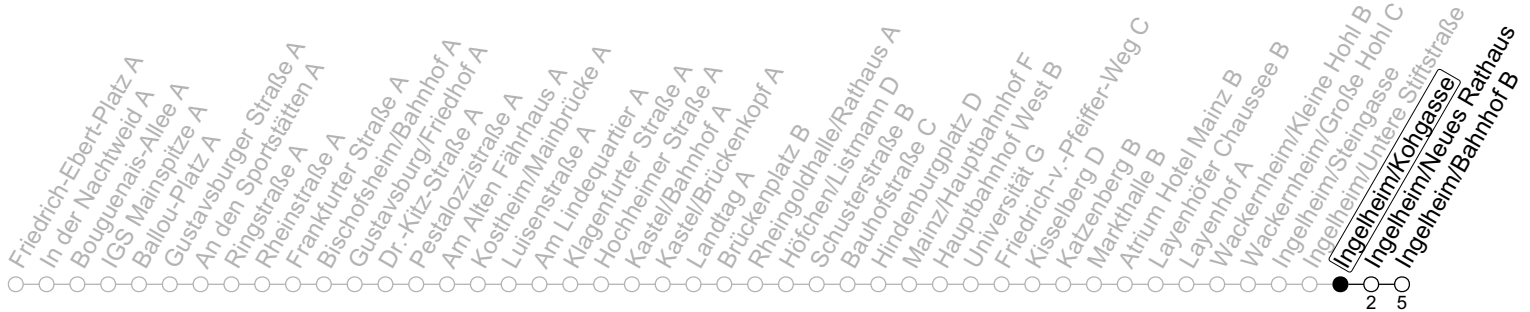 Friedrich-Ebert-Platz A
In der Nachtweid A
Bouguenais-Allee A
IGS Mainspitze A
Ballou-Platz A
Gustavsburger Straße A
An den Sportstätten A
Ringstraße A
Rheinstraße A
Frankfurter Straße A
Bischofsheim/Bahnhof A
Gustavsburg/Friedhof A
Dr.-Kitz-Straße A
Pestalozzistraße A
Am Alten Fährhaus A
Kostheim/Mainbrücke A
Luisenstraße A
Am Lindequartier A
Klagenfurter Straße A
Hochheimer Straße A
Kastel/Bahnhof A
Kastel/Brückenkopf A
Landtag A
Brückenplatz B
Rheingoldhalle/Rathaus A
Höfchen/Listmann D
Schusterstraße B
Bauhofstraße C
Hindenburgplatz D
Mainz/Hauptbahnhof F
Hauptbahnhof West B
Universität G
Friedrich-v.-Pfeiffer-Weg C
Kisselberg D
Katzenberg B
Markthalle B
Atrium Hotel Mainz B
Layenhöfer Chaussee B
Layenhof A
Wackernheim/Kleine Hohl B
Wackernheim/Große Hohl C
Ingelheim/Steingasse
Ingelheim/Untere Stiftstraße
Ingelheim/Rohgasse
Ingelheim/Neues Rathaus
Ingelheim/Bahnhof B
2 5